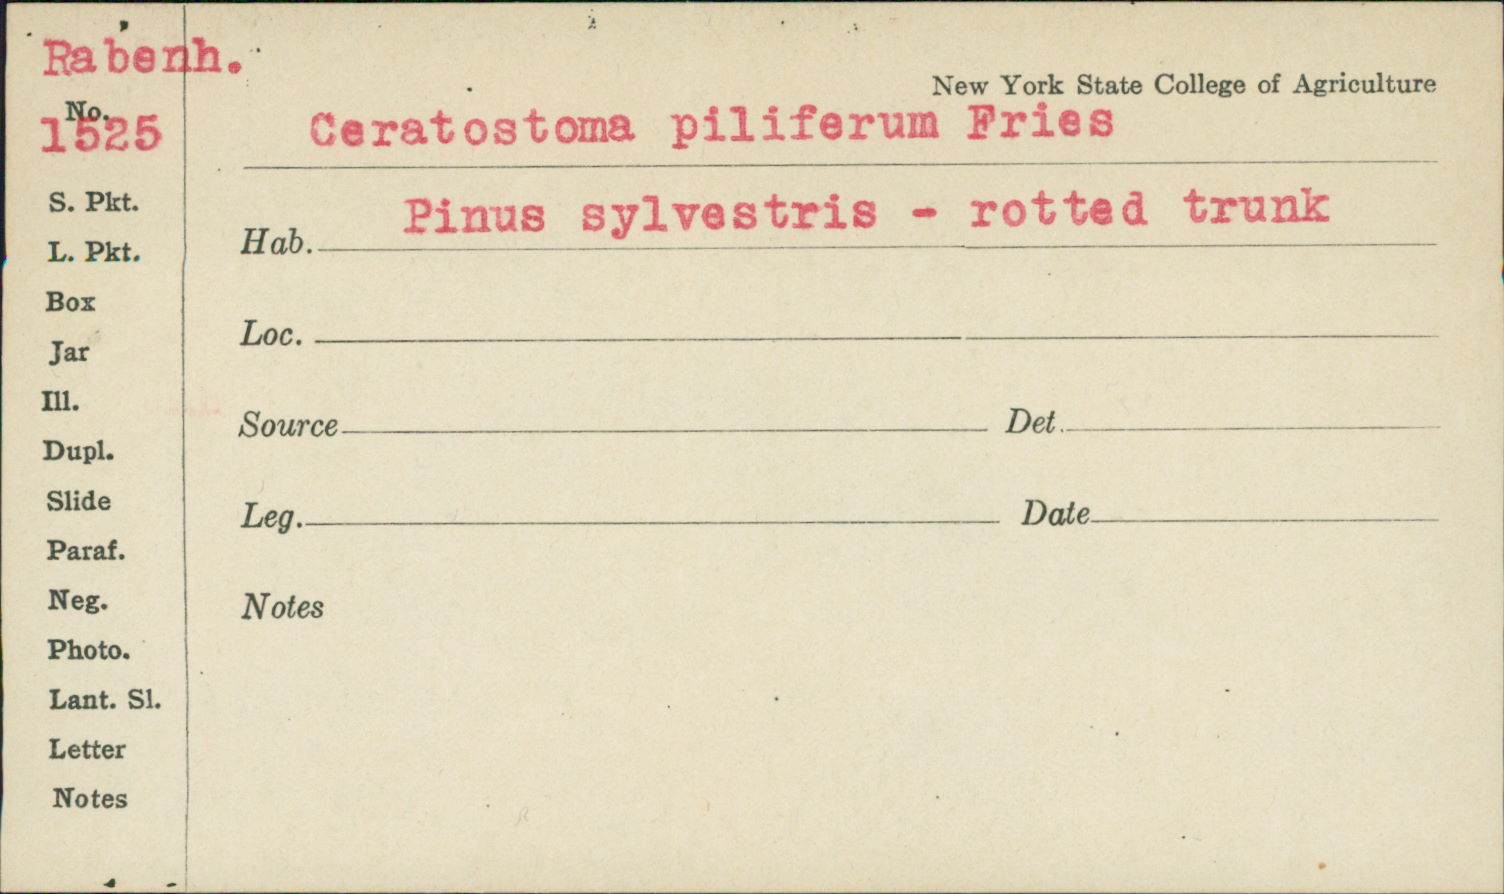 Rabenh.
New York State College of Agriculture
No.
1525
Ceratostoma piliferum Fries
Hab. Pinus sylvestris - rotted trunk
Loc.
Source Det.
Leg. Date
Notes
S. Pkt.
L. Pkt.
Box
Jar
Ill.
Dupl.
Slide
Paraf.
Neg.
Photo.
Lant. Sl.
Letter
Notes